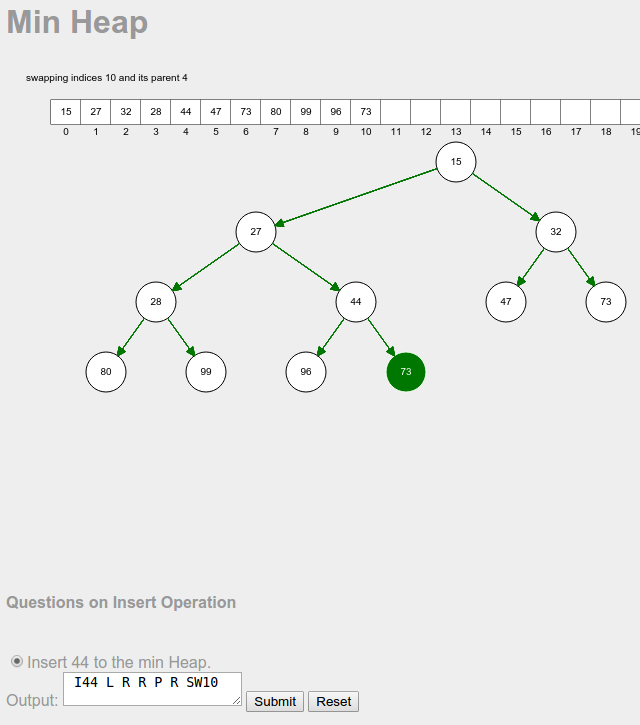 Min Heap
swapping indices 10 and its parent 4
15 27 32 28 44 47 73 80 99 96 73
0 1 2 3 4 5 6 7 8 9 10 11 12 13 14 15 16 17 18 19
15
27 32
28 44 47 73
80 99 96 73
Questions on Insert Operation
Insert 44 to the min Heap.
Output: I44 L R R P R SW10 Submit Reset